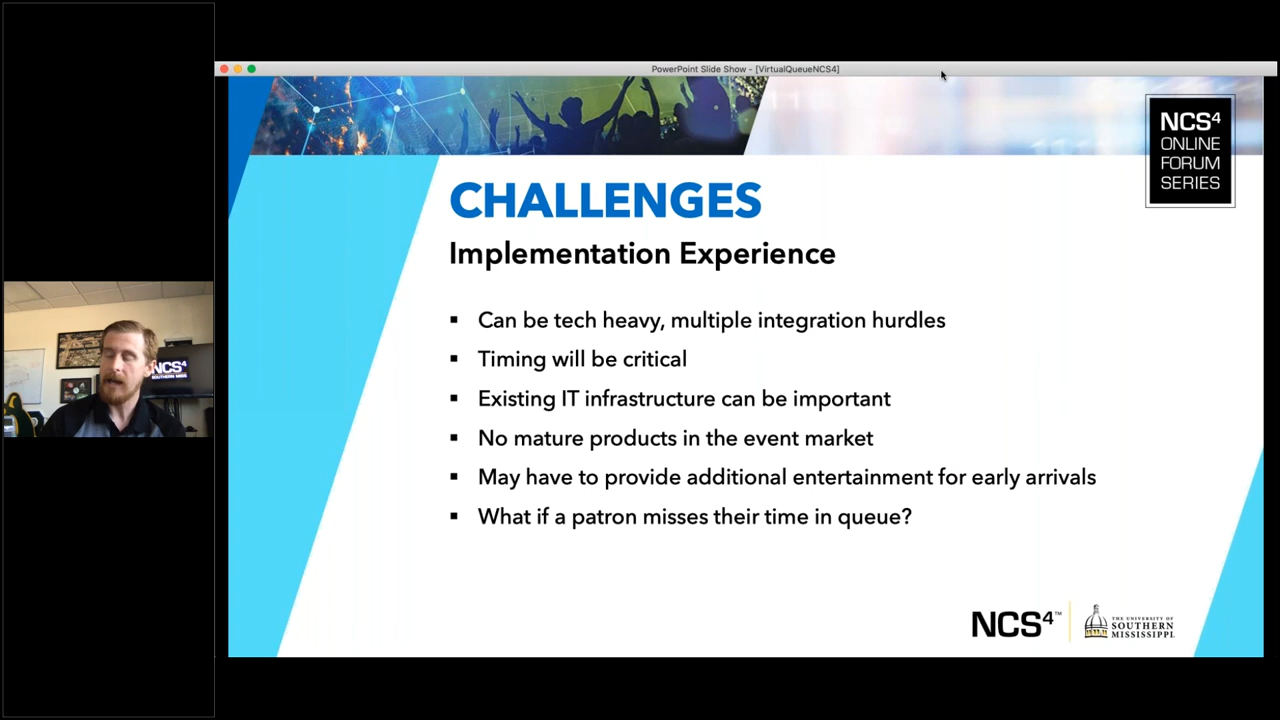 PowerPoint Slide Show - [VirtualQueueNCS4]
NCS⁴
ONLINE
FORUM
SERIES
CHALLENGES
Implementation Experience
▪ Can be tech heavy, multiple integration hurdles
▪ Timing will be critical
▪ Existing IT infrastructure can be important
▪ No mature products in the event market
▪ May have to provide additional entertainment for early arrivals
▪ What if a patron misses their time in queue?
NCS⁴
SOUTHERN MISS
NCS⁴™
THE UNIVERSITY OF
SOUTHERN
MISSISSIPPI